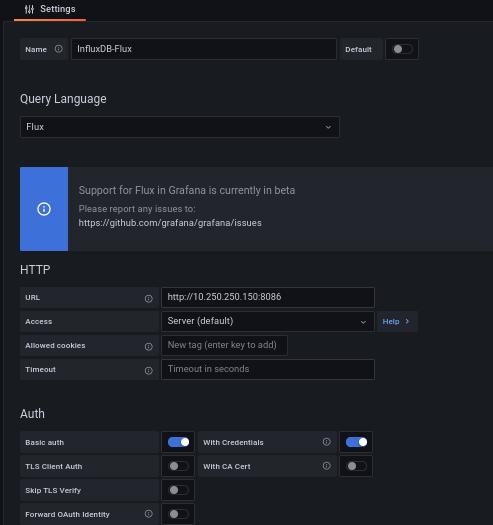 Settings
Name InfluxDB-Flux Default
Query Language
Flux
Support for Flux in Grafana is currently in beta
Please report any issues to:
https://github.com/grafana/grafana/issues
HTTP
URL http://10.250.250.150:8086
Access Server (default) Help >
Allowed cookies New tag (enter key to add)
Timeout Timeout in seconds
Auth
Basic auth With Credentials
TLS Client Auth With CA Cert
Skip TLS Verify
Forward OAuth Identity